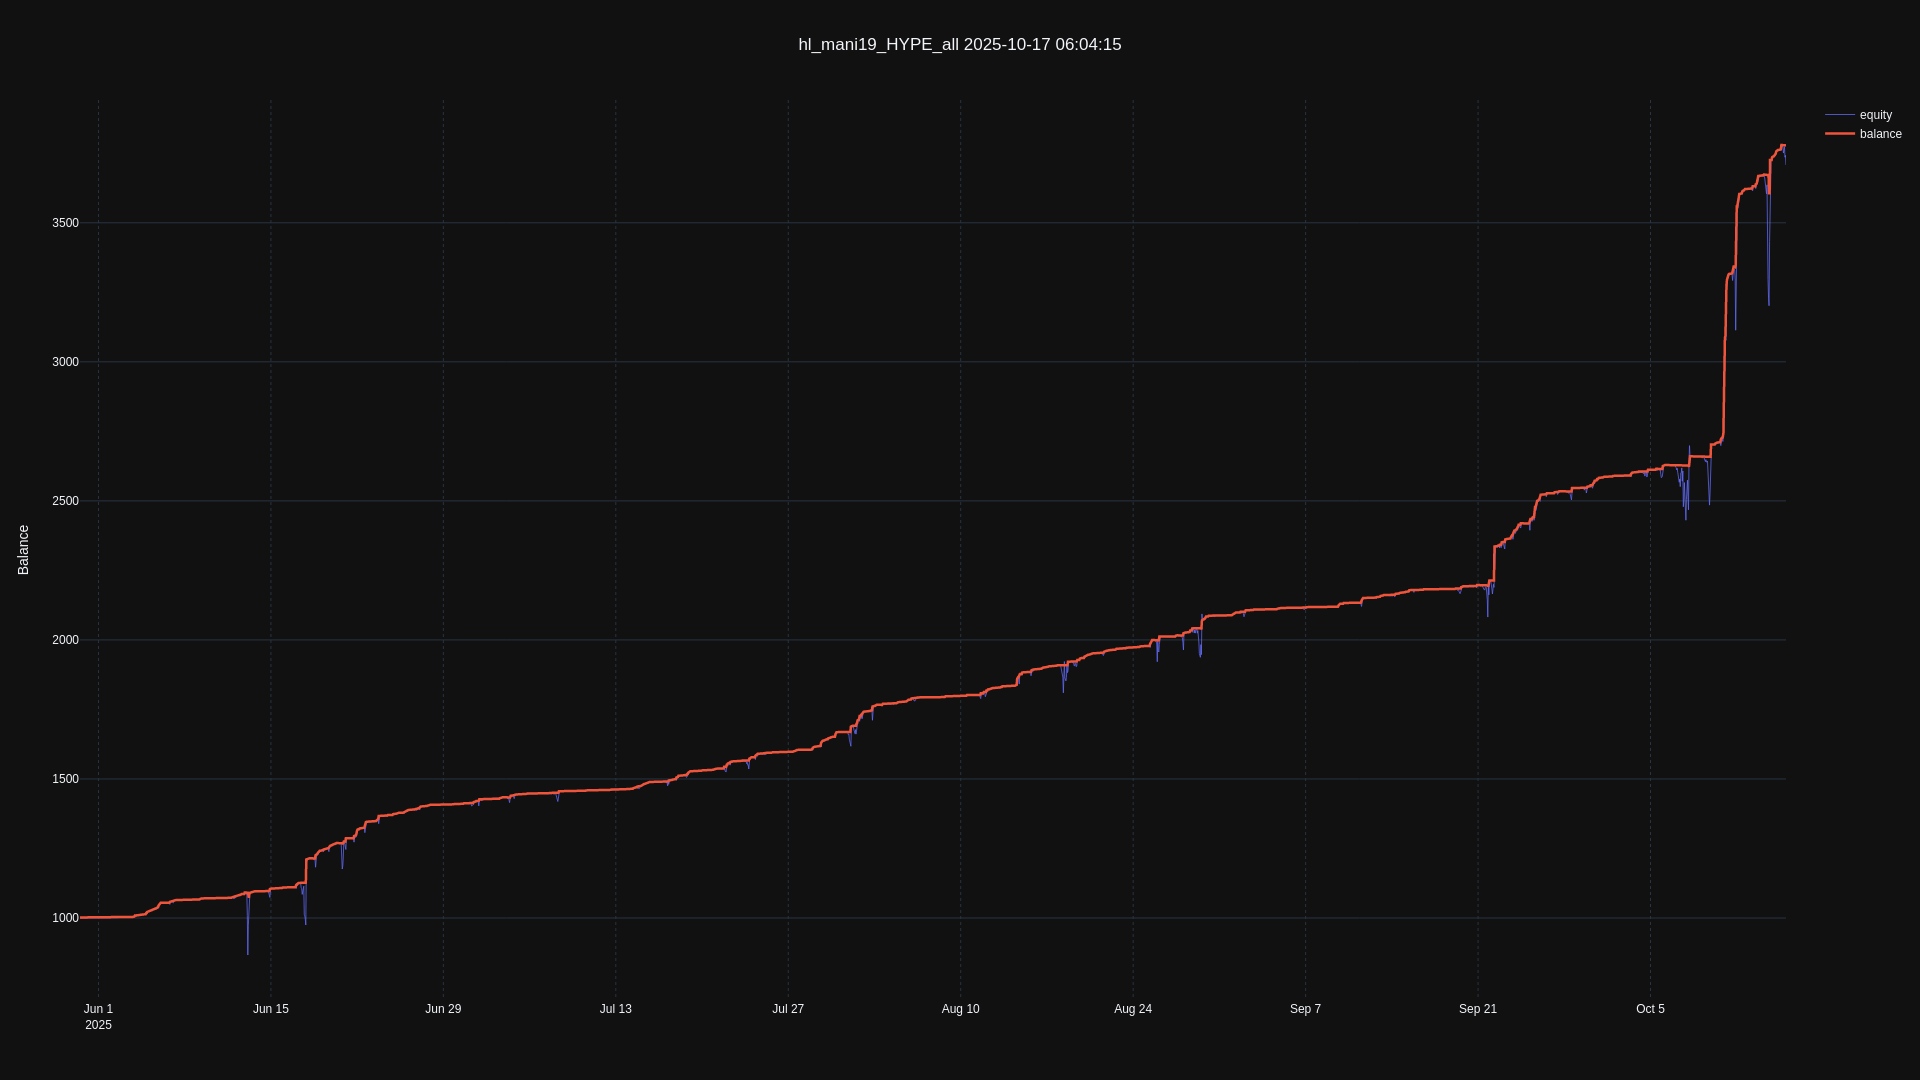 hl_mani19_HYPE_all 2025-10-17 06:04:15
equity
balance
3500
3000
2500
2000
1500
1000
Balance
Jun 1
2025
Jun 15
Jun 29
Jul 13
Jul 27
Aug 10
Aug 24
Sep 7
Sep 21
Oct 5